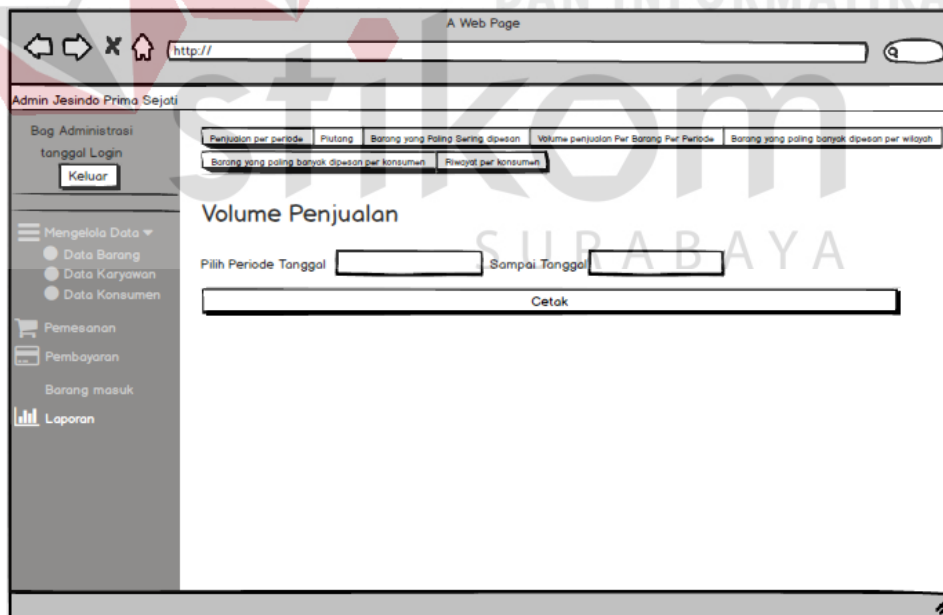 DAN INFORMATIKA
A Web Page
http://
stikom
SURABAYA
Admin Jesindo Prima Sejati
Bag Administrasi
tanggal Login
Keluar
Mengelola Data
Data Barang
Data Karyawan
Data Konsumen
Pemesanan
Pembayaran
Barang masuk
Laporan
Penjualan per periode
Piutang
Barang yang Paling Sering dipesan
Volume penjualan Per Barang Per Periode
Barang yang paling banyak dipesan per wilayah
Barang yang paling banyak dipesan per konsumen
Riwayat per konsumen
Volume Penjualan
Pilih Periode Tanggal
Sampai Tanggal
Cetak